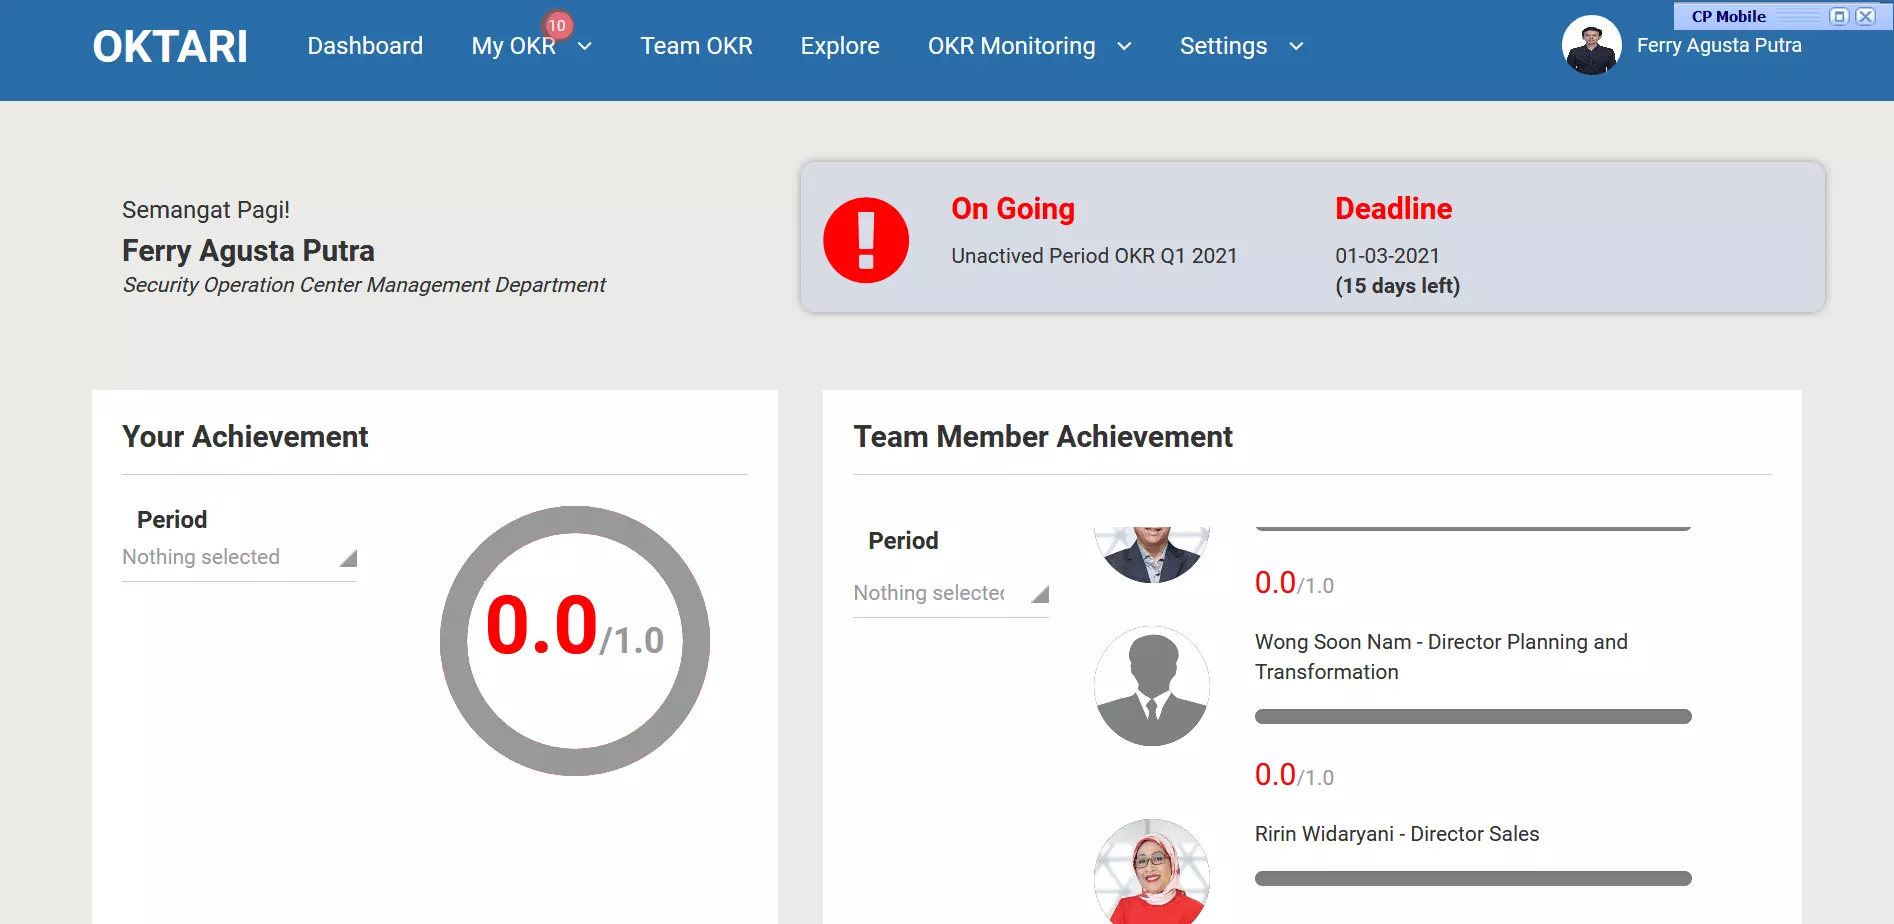 CP Mobile
OKTARI
Dashboard
My OKR
10
Team OKR
Explore
OKR Monitoring
Settings
Ferry Agusta Putra
Semangat Pagi!
Ferry Agusta Putra
Security Operation Center Management Department
On Going
Unactived Period OKR Q1 2021
Deadline
01-03-2021
(15 days left)
Your Achievement
Period
Nothing selected
0.0/1.0
Team Member Achievement
Period
Nothing selected
0.0/1.0
Wong Soon Nam - Director Planning and
Transformation
0.0/1.0
Ririn Widaryani - Director Sales